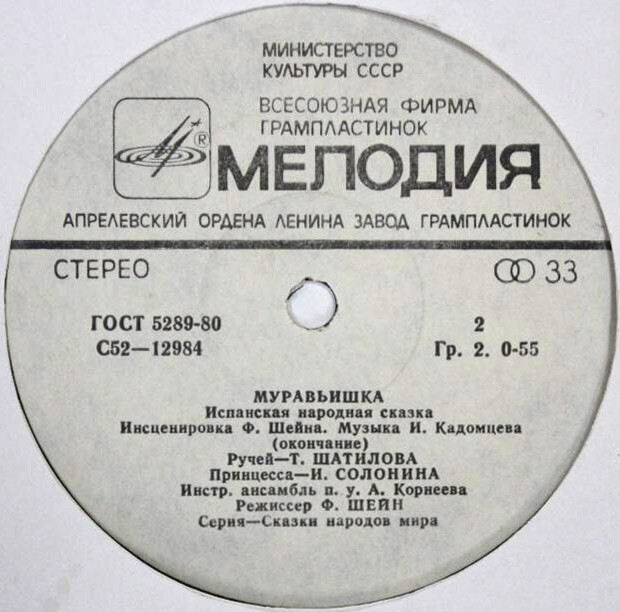 МИНИСТЕРСТВО
КУЛЬТУРЫ СССР
ВСЕСОЮЗНАЯ ФИРМА
ГРАМПЛАСТИНОК
®
МЕЛОДИЯ
АПРЕЛЕВСКИЙ ОРДЕНА ЛЕНИНА ЗАВОД ГРАМПЛАСТИНОК
СТЕРЕО 33
ГОСТ 5289-80 2
С52—12984 Гр. 2. 0-55
МУРАВЬИШКА
Испанская народная сказка
Инсценировка Ф. Шейна. Музыка И. Кадомцева
(окончание)
Ручей—Т. ШАТИЛОВА
Принцесса—И. СОЛОНИНА
Инстр. ансамбль п. у. А. Корнеева
Режиссер Ф. ШЕЙН
Серия—Сказки народов мира